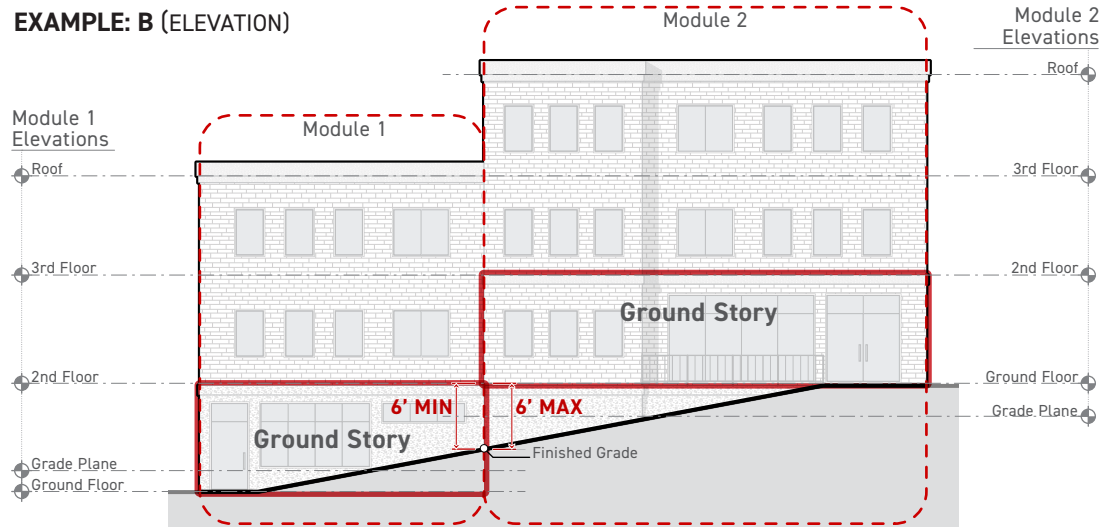 EXAMPLE: B (ELEVATION)
Module 2
Module 2
Elevations
Roof
Module 1
Elevations
Module 1
Roof
3rd Floor
3rd Floor
2nd Floor
Ground Story
2nd Floor
Ground Floor
6' MIN
6' MAX
Grade Plane
Ground Story
Finished Grade
Grade Plane
Ground Floor